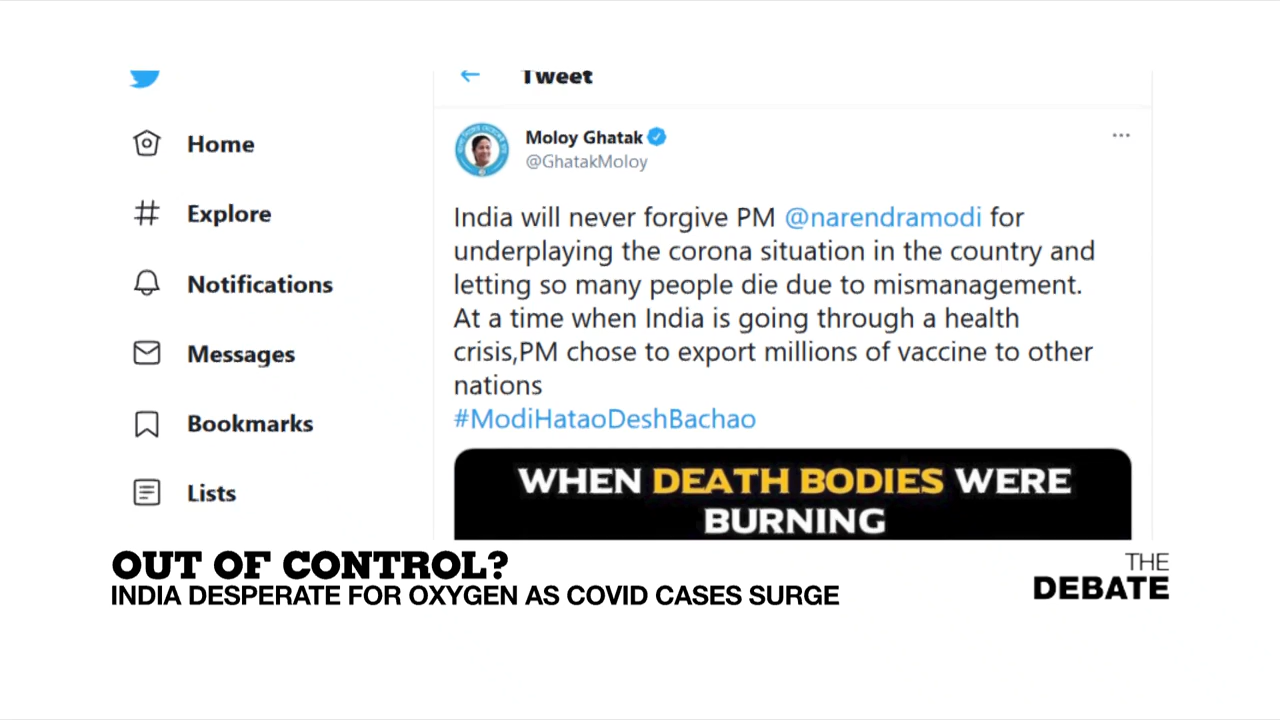 Tweet
Home
Explore
Notifications
Messages
Bookmarks
Lists
Moloy Ghatak
@GhatakMoloy
India will never forgive PM @narendramodi for
underplaying the corona situation in the country and
letting so many people die due to mismanagement.
At a time when India is going through a health
crisis,PM chose to export millions of vaccine to other
nations
#ModiHataoDeshBachao
WHEN DEATH BODIES WERE
BURNING
OUT OF CONTROL?
INDIA DESPERATE FOR OXYGEN AS COVID CASES SURGE
THE
DEBATE